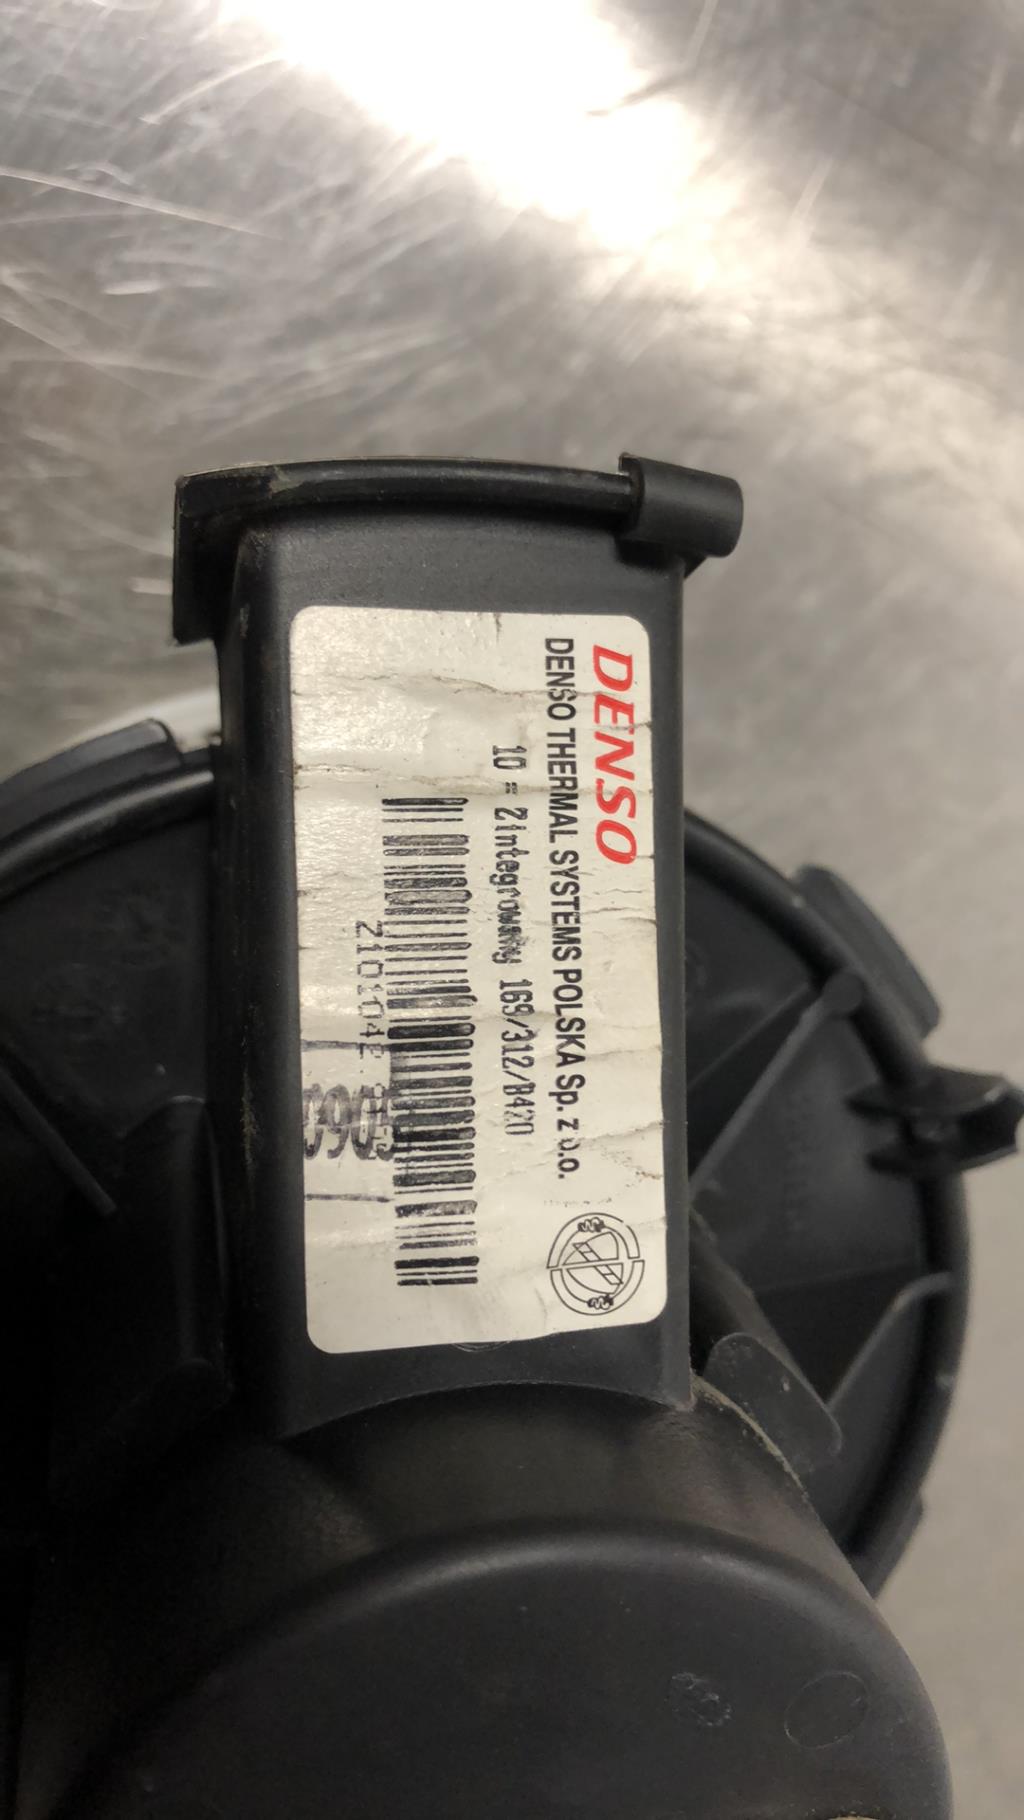 DENSO
DENSO THERMAL SYSTEMS POLSKA Sp. z o.o.
10 - Zintegrowany 169/312/B420